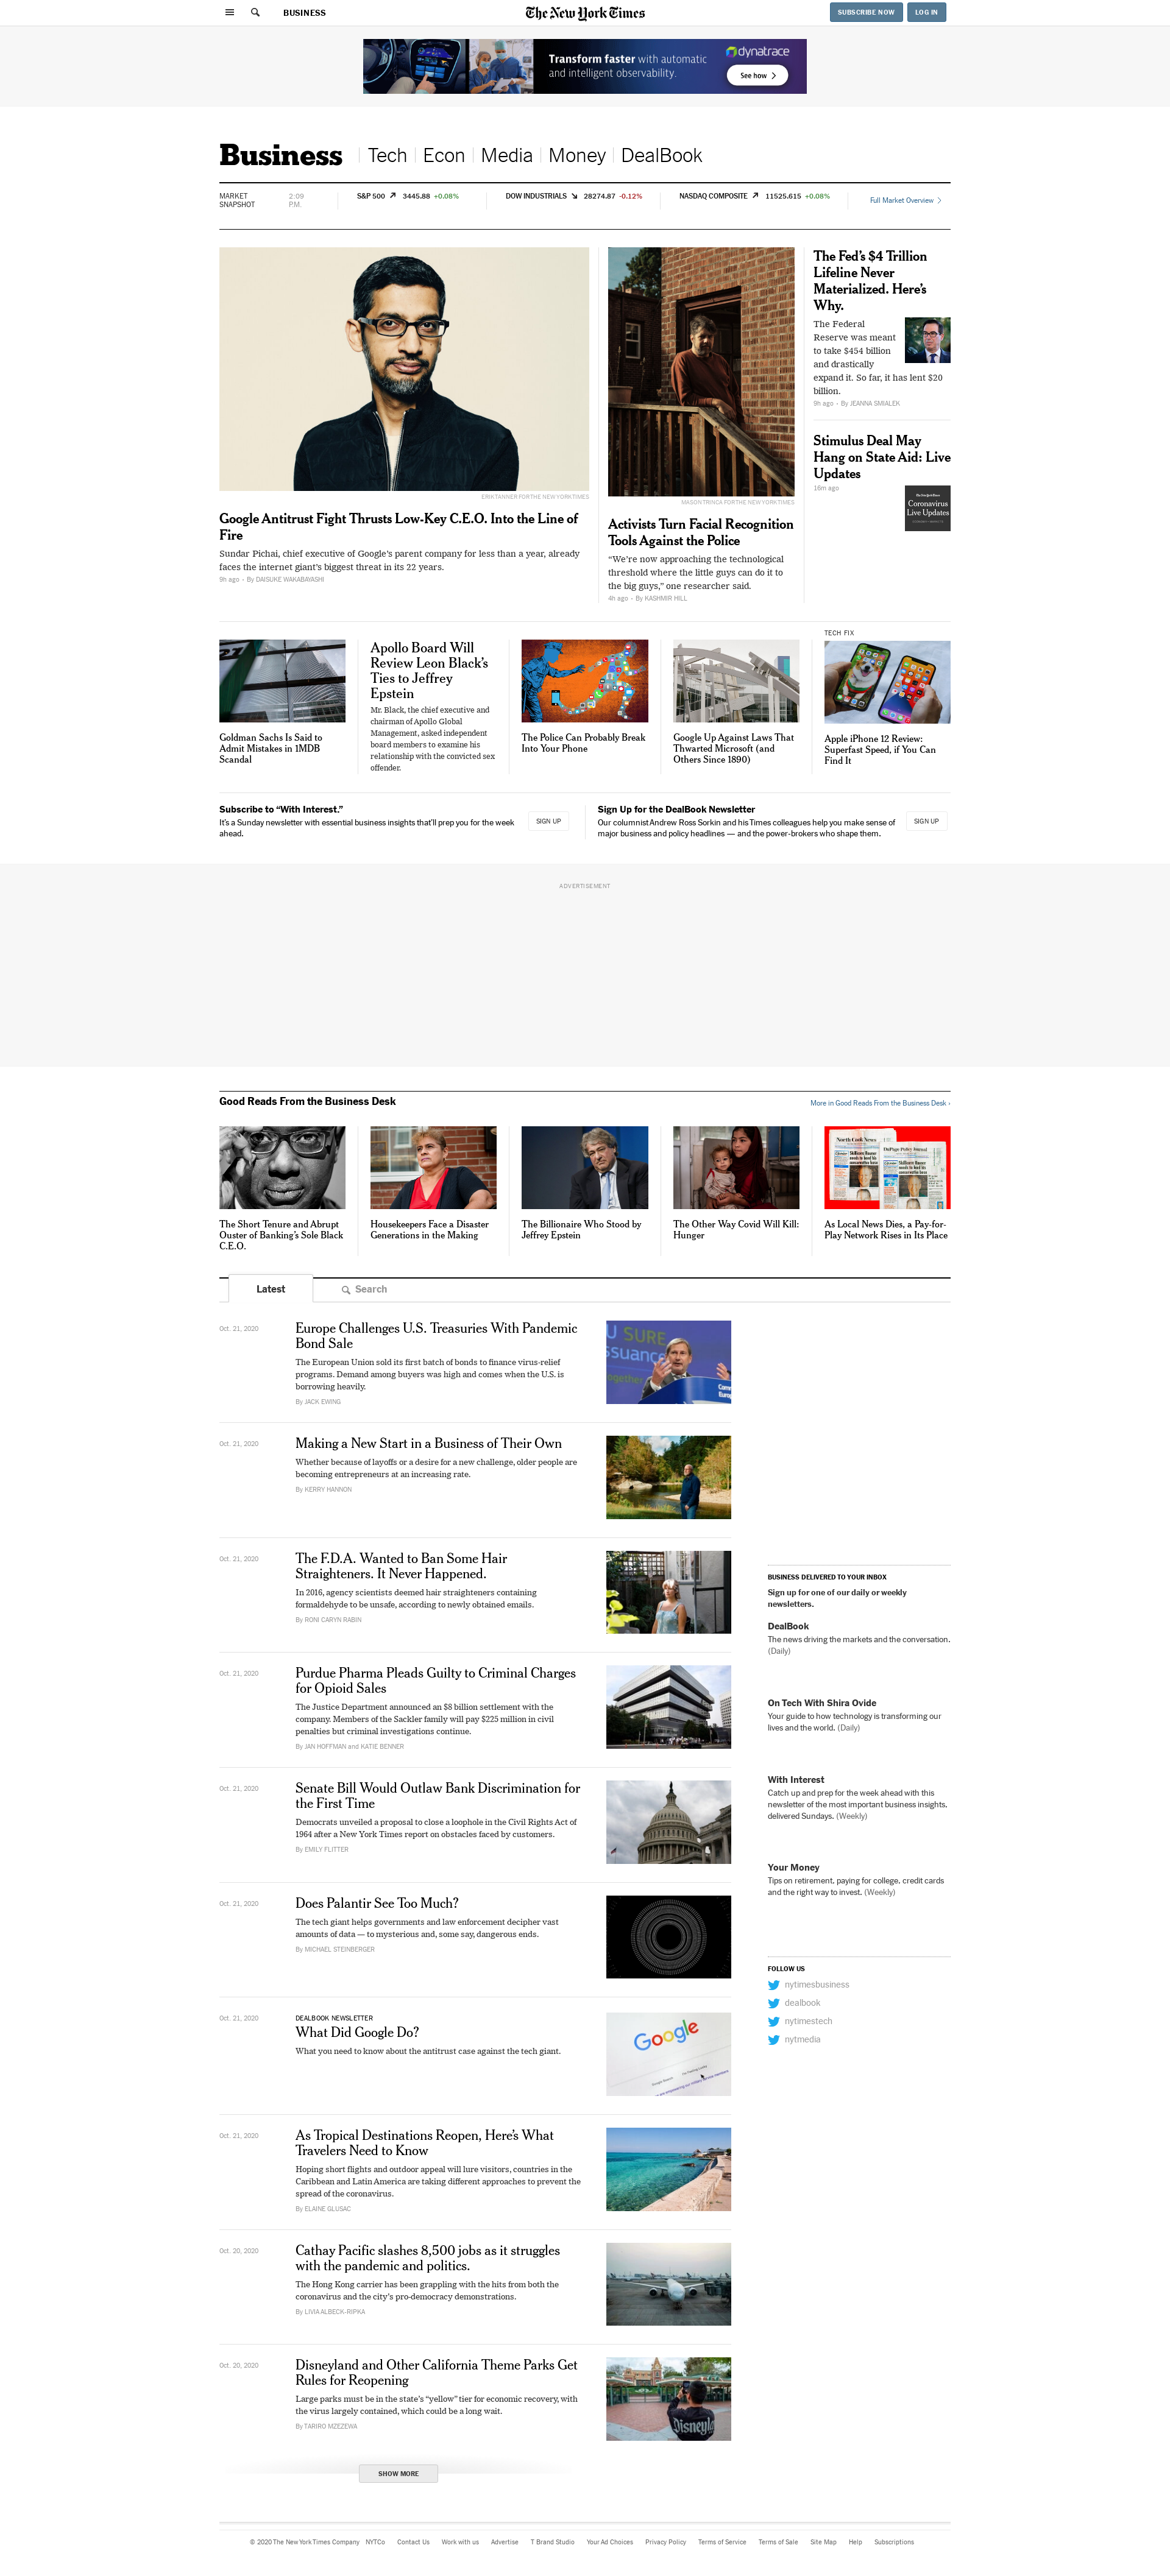 BUSINESS
The New York Times
SUBSCRIBE NOW
LOG IN
Transform faster with automatic
and intelligent observability.
dynatrace
See how
Business
Tech
Econ
Media
Money
DealBook
MARKET
SNAPSHOT
2:09
P.M.
S&P 500 3445.88 +0.08%
DOW INDUSTRIALS 28274.87 -0.12%
NASDAQ COMPOSITE 11525.615 +0.08%
Full Market Overview
ERIK TANNER FOR THE NEW YORK TIMES
Google Antitrust Fight Thrusts Low-Key C.E.O. Into the Line of
Fire
Sundar Pichai, chief executive of Google’s parent company for less than a year, already
faces the internet giant’s biggest threat in its 22 years.
9h ago · By DAISUKE WAKABAYASHI
MASON TRINCA FOR THE NEW YORK TIMES
Activists Turn Facial Recognition
Tools Against the Police
“We’re now approaching the technological
threshold where the little guys can do it to
the big guys,” one researcher said.
4h ago · By KASHMIR HILL
The Fed’s $4 Trillion
Lifeline Never
Materialized. Here’s
Why.
The Federal
Reserve was meant
to take $454 billion
and drastically
expand it. So far, it has lent $20
billion.
9h ago · By JEANNA SMIALEK
Stimulus Deal May
Hang on State Aid: Live
Updates
16m ago
Coronavirus
Live Updates
Goldman Sachs Is Said to
Admit Mistakes in 1MDB
Scandal
Apollo Board Will
Review Leon Black’s
Ties to Jeffrey
Epstein
Mr. Black, the chief executive and
chairman of Apollo Global
Management, asked independent
board members to examine his
relationship with the convicted sex
offender.
The Police Can Probably Break
Into Your Phone
Google Up Against Laws That
Thwarted Microsoft (and
Others Since 1890)
TECH FIX
Apple iPhone 12 Review:
Superfast Speed, if You Can
Find It
Subscribe to “With Interest.”
It’s a Sunday newsletter with essential business insights that’ll prep you for the week
ahead.
SIGN UP
Sign Up for the DealBook Newsletter
Our columnist Andrew Ross Sorkin and his Times colleagues help you make sense of
major business and policy headlines — and the power-brokers who shape them.
SIGN UP
ADVERTISEMENT
Good Reads From the Business Desk
More in Good Reads From the Business Desk ›
North Cook News
DuPage Policy Journal
The Short Tenure and Abrupt
Ouster of Banking’s Sole Black
C.E.O.
Housekeepers Face a Disaster
Generations in the Making
The Billionaire Who Stood by
Jeffrey Epstein
The Other Way Covid Will Kill:
Hunger
As Local News Dies, a Pay-for-
Play Network Rises in Its Place
Latest
Search
Oct. 21, 2020
Europe Challenges U.S. Treasuries With Pandemic
Bond Sale
The European Union sold its first batch of bonds to finance virus-relief
programs. Demand among buyers was high and comes when the U.S. is
borrowing heavily.
By JACK EWING
Oct. 21, 2020
Making a New Start in a Business of Their Own
Whether because of layoffs or a desire for a new challenge, older people are
becoming entrepreneurs at an increasing rate.
By KERRY HANNON
Oct. 21, 2020
The F.D.A. Wanted to Ban Some Hair
Straighteners. It Never Happened.
In 2016, agency scientists deemed hair straighteners containing
formaldehyde to be unsafe, according to newly obtained emails.
By RONI CARYN RABIN
Oct. 21, 2020
Purdue Pharma Pleads Guilty to Criminal Charges
for Opioid Sales
The Justice Department announced an $8 billion settlement with the
company. Members of the Sackler family will pay $225 million in civil
penalties but criminal investigations continue.
By JAN HOFFMAN and KATIE BENNER
Oct. 21, 2020
Senate Bill Would Outlaw Bank Discrimination for
the First Time
Democrats unveiled a proposal to close a loophole in the Civil Rights Act of
1964 after a New York Times report on obstacles faced by customers.
By EMILY FLITTER
Oct. 21, 2020
Does Palantir See Too Much?
The tech giant helps governments and law enforcement decipher vast
amounts of data — to mysterious and, some say, dangerous ends.
By MICHAEL STEINBERGER
Oct. 21, 2020
DEALBOOK NEWSLETTER
What Did Google Do?
What you need to know about the antitrust case against the tech giant.
Google
Oct. 21, 2020
As Tropical Destinations Reopen, Here’s What
Travelers Need to Know
Hoping short flights and outdoor appeal will lure visitors, countries in the
Caribbean and Latin America are taking different approaches to prevent the
spread of the coronavirus.
By ELAINE GLUSAC
Oct. 20, 2020
Cathay Pacific slashes 8,500 jobs as it struggles
with the pandemic and politics.
The Hong Kong carrier has been grappling with the hits from both the
coronavirus and the city’s pro-democracy demonstrations.
By LIVIA ALBECK-RIPKA
Oct. 20, 2020
Disneyland and Other California Theme Parks Get
Rules for Reopening
Large parks must be in the state’s “yellow” tier for economic recovery, with
the virus largely contained, which could be a long wait.
By TARIRO MZEZEWA
SHOW MORE
BUSINESS DELIVERED TO YOUR INBOX
Sign up for one of our daily or weekly
newsletters.
DealBook
The news driving the markets and the conversation.
(Daily)
On Tech With Shira Ovide
Your guide to how technology is transforming our
lives and the world. (Daily)
With Interest
Catch up and prep for the week ahead with this
newsletter of the most important business insights,
delivered Sundays. (Weekly)
Your Money
Tips on retirement, paying for college, credit cards
and the right way to invest. (Weekly)
FOLLOW US
nytimesbusiness
dealbook
nytimestech
nytmedia
© 2020 The New York Times Company NYTCo Contact Us Work with us Advertise T Brand Studio Your Ad Choices Privacy Policy Terms of Service Terms of Sale Site Map Help Subscriptions